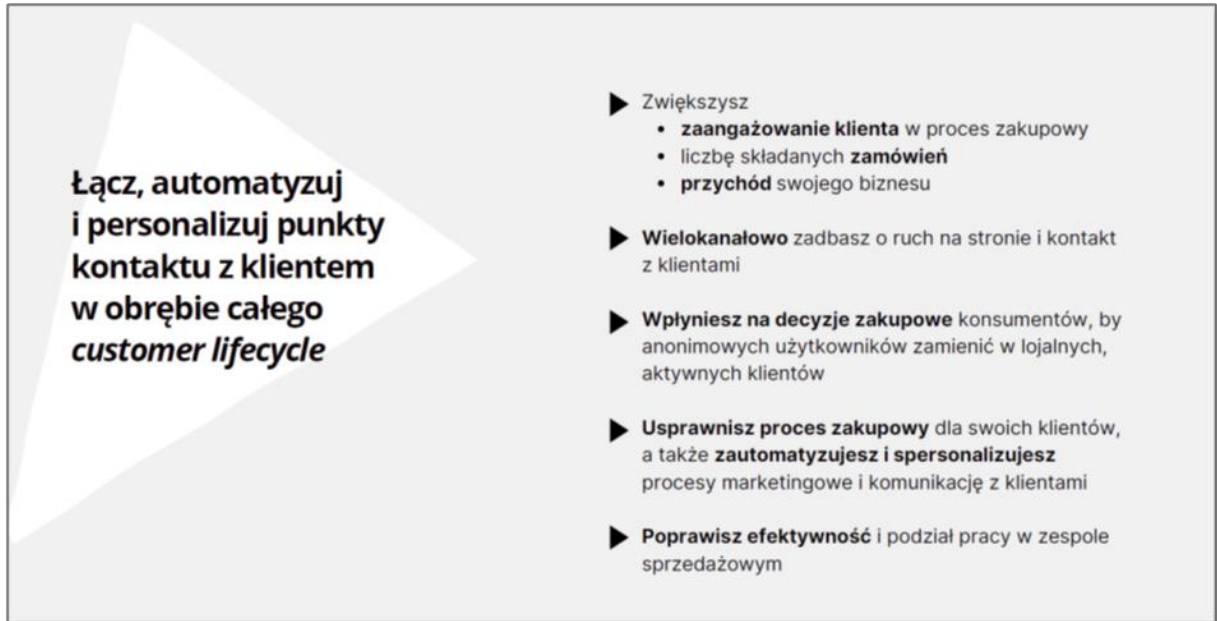 Łącz, automatyzuj
i personalizuj punkty
kontaktu z klientem
w obrębie całego
customer lifecycle
Zwiększysz
• zaangażowanie klienta w proces zakupowy
• liczbę składanych zamówień
• przychód swojego biznesu
Wielokanałowo zadbasz o ruch na stronie i kontakt
z klientami
Wpłyniesz na decyzje zakupowe konsumentów, by
anonimowych użytkowników zamienić w lojalnych,
aktywnych klientów
Usprawnisz proces zakupowy dla swoich klientów,
a także zautomatyzujesz i spersonalizujesz
procesy marketingowe i komunikację z klientami
Poprawisz efektywność i podział pracy w zespole
sprzedażowym